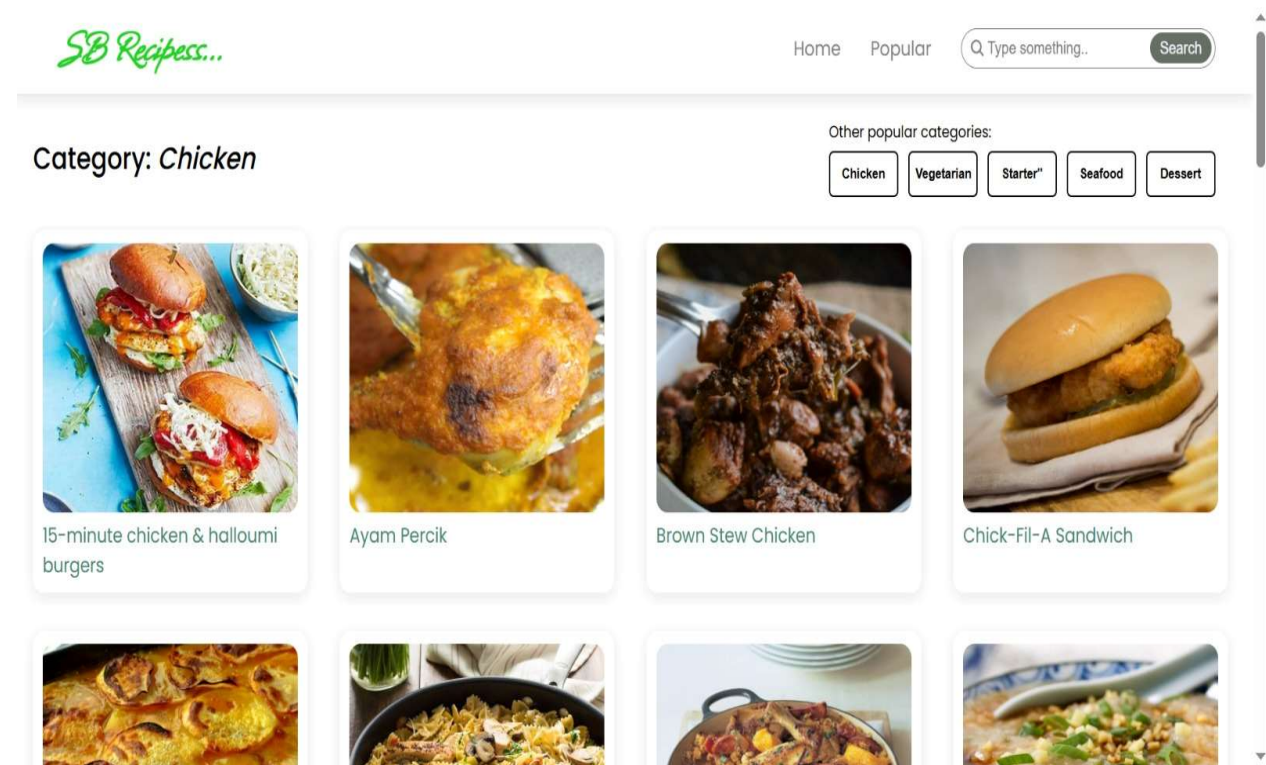 SB Recipess...
Home
Popular
Type something..
Search
Category: Chicken
Other popular categories:
Chicken
Vegetarian
Starter"
Seafood
Dessert
15-minute chicken & halloumi
burgers
Ayam Percik
Brown Stew Chicken
Chick-Fil-A Sandwich